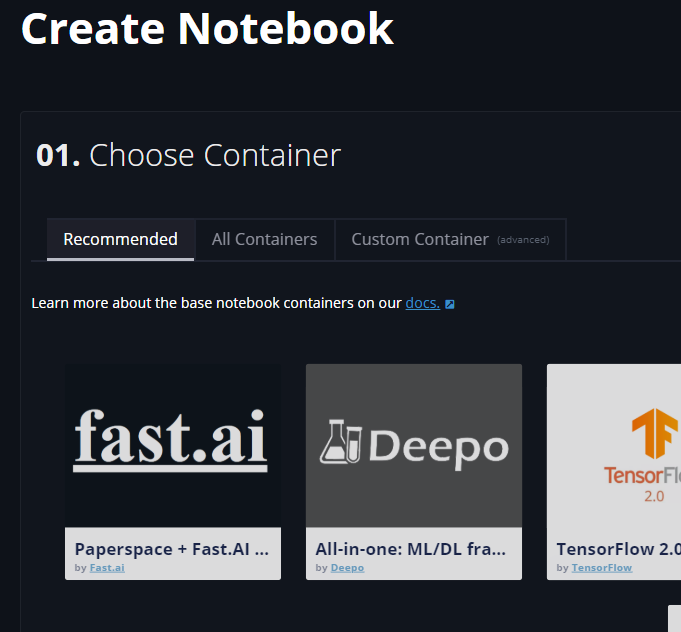 Create Notebook
01. Choose Container
Recommended All Containers Custom Container (advanced)
Learn more about the base notebook containers on our docs.
fast.ai
Deepo
TensorFl
2.0
Paperspace + Fast.AI ...
by Fast.ai
All-in-one: ML/DL fra...
by Deepo
TensorFlow 2.0
by TensorFlow